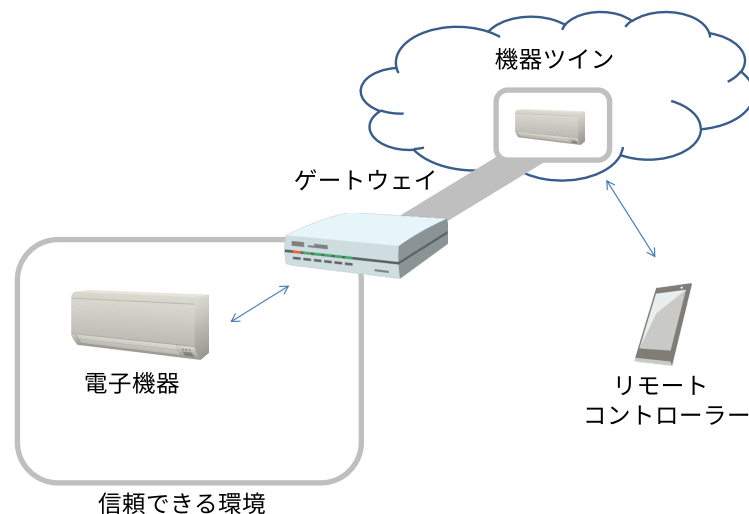 機器ツイン
ゲートウェイ
電子機器
リモート
コントローラー
信頼できる環境